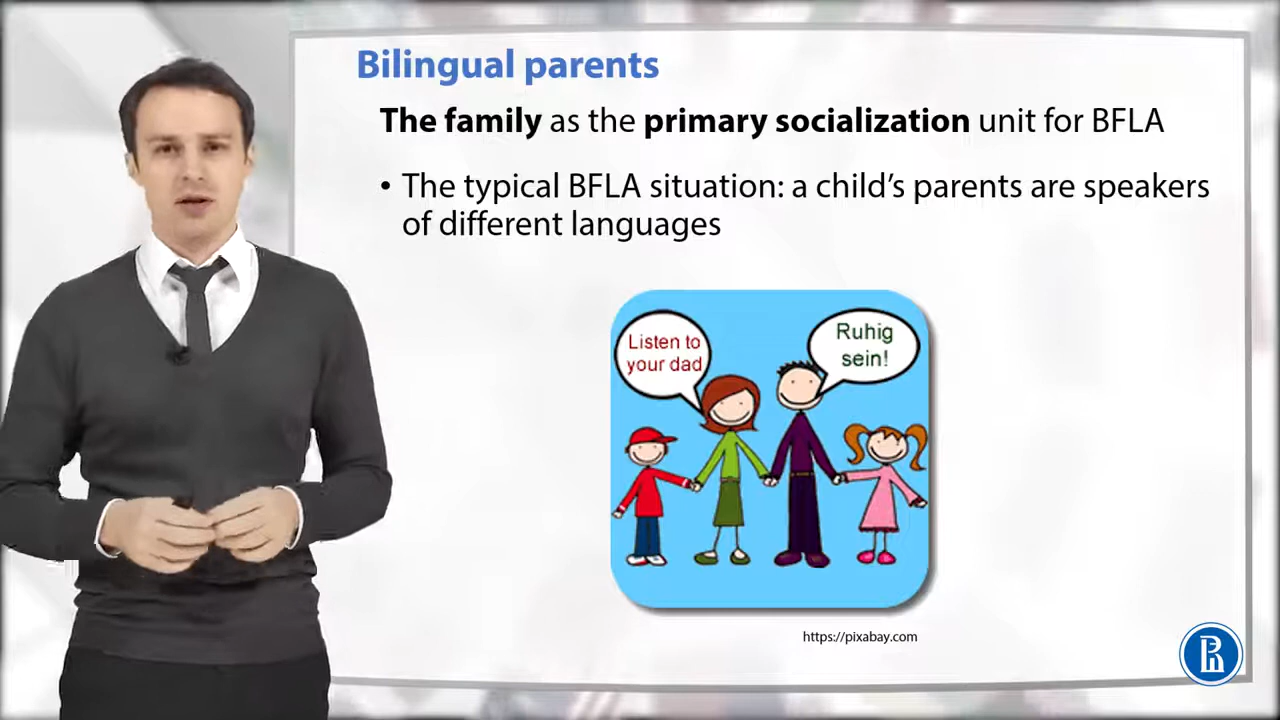 Bilingual parents
The family as the primary socialization unit for BFLA
• The typical BFLA situation: a child's parents are speakers
of different languages
Listen to
your dad
Ruhig
sein!
https://pixabay.com